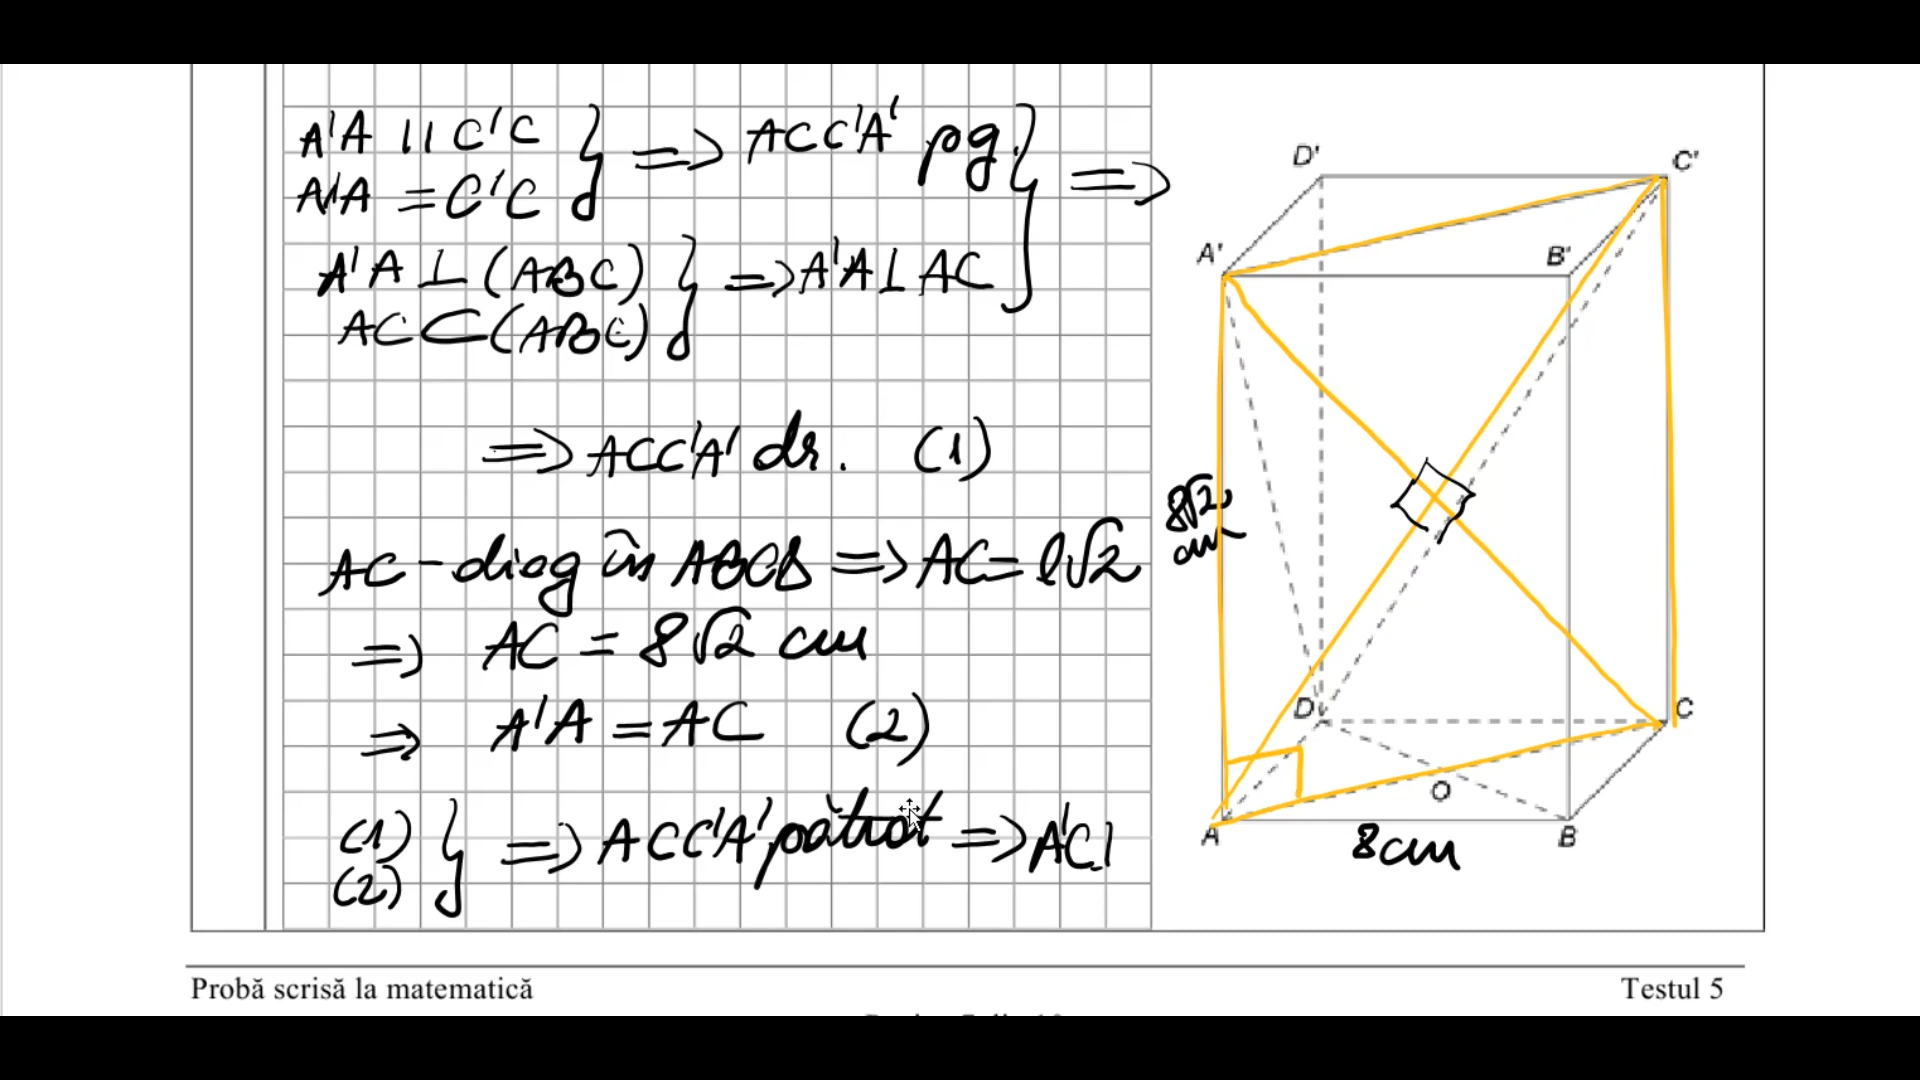 A'A || C'C } => ACC'A' pg. } =>
A'A = C'C
A'A ⊥ (ABC) } => A'A ⊥ AC
AC ⊂ (ABC)
=> ACC'A' dr. (1)
AC - diag în ABCD => AC = l√2
=> AC = 8√2 cm
=> A'A = AC (2)
(1) } => ACC'A' pătrat => A'C⊥
(2)
D'
C'
A'
B'
8√2
cm
D
C
O
A
8cm
B
Probă scrisă la matematică
Testul 5